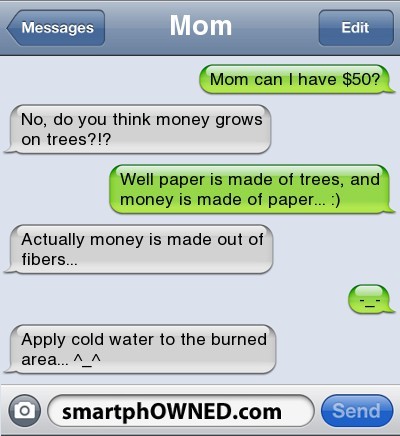 Messages
Mom
Edit
Mom can I have $50?
No, do you think money grows
on trees?!?
Well paper is made of trees, and
money is made of paper... :)
Actually money is made out of
fibers...
-_-
Apply cold water to the burned
area... ^_^
smartphOWNED.com
Send